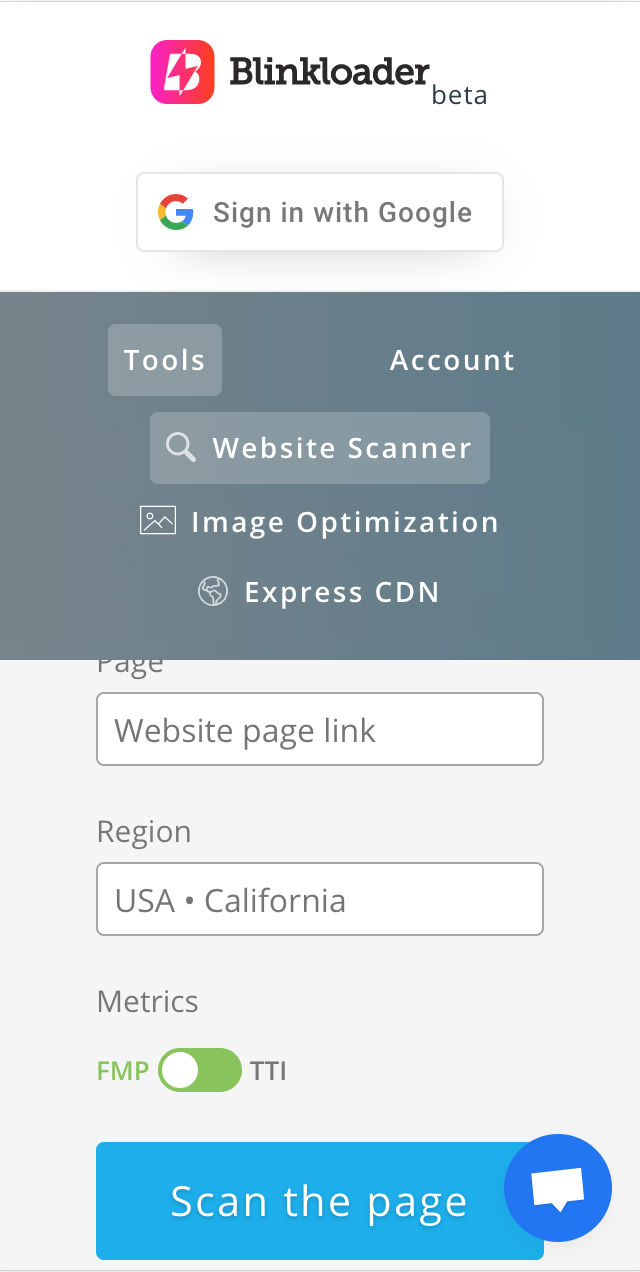 Blinkloader
beta
Sign in with Google
Tools
Account
Website Scanner
Image Optimization
Express CDN
Page
Website page link
Region
USA • California
Metrics
FMP TTI
Scan the page